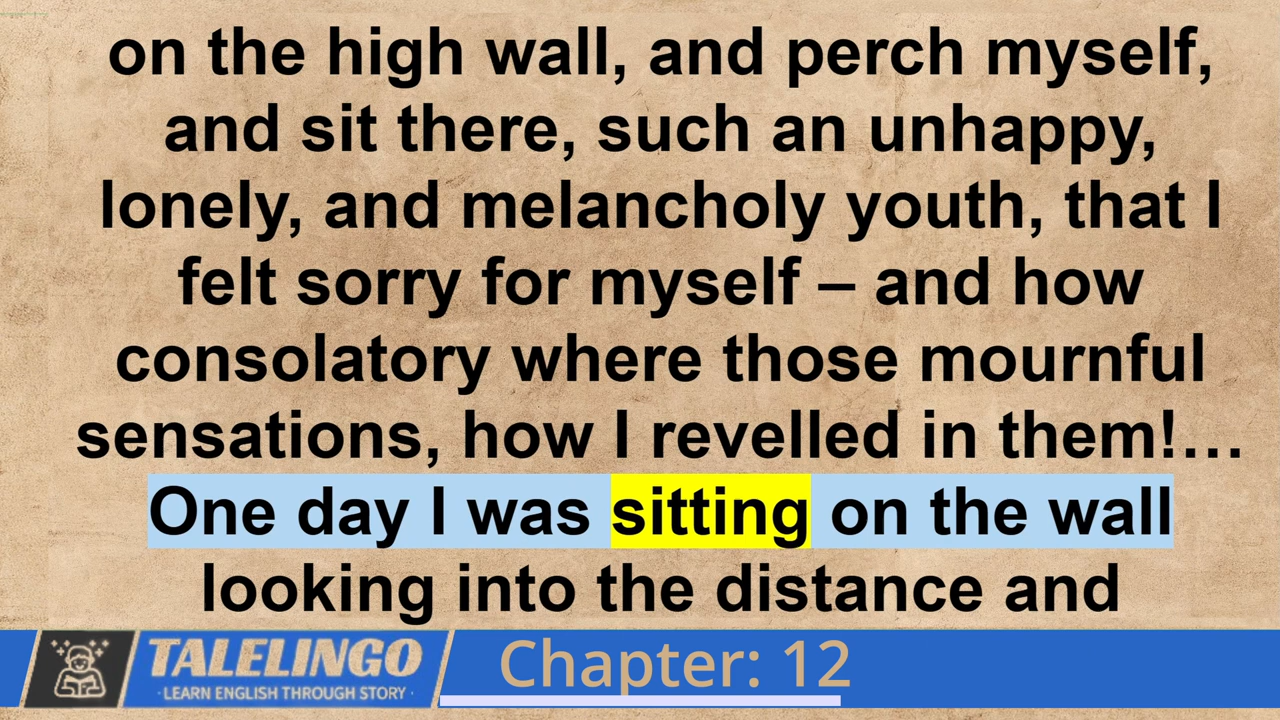 on the high wall, and perch myself,
and sit there, such an unhappy,
lonely, and melancholy youth, that I
felt sorry for myself – and how
consolatory where those mournful
sensations, how I revelled in them!...
One day I was sitting on the wall
looking into the distance and
TALELINGO
· LEARN ENGLISH THROUGH STORY ·
Chapter: 12